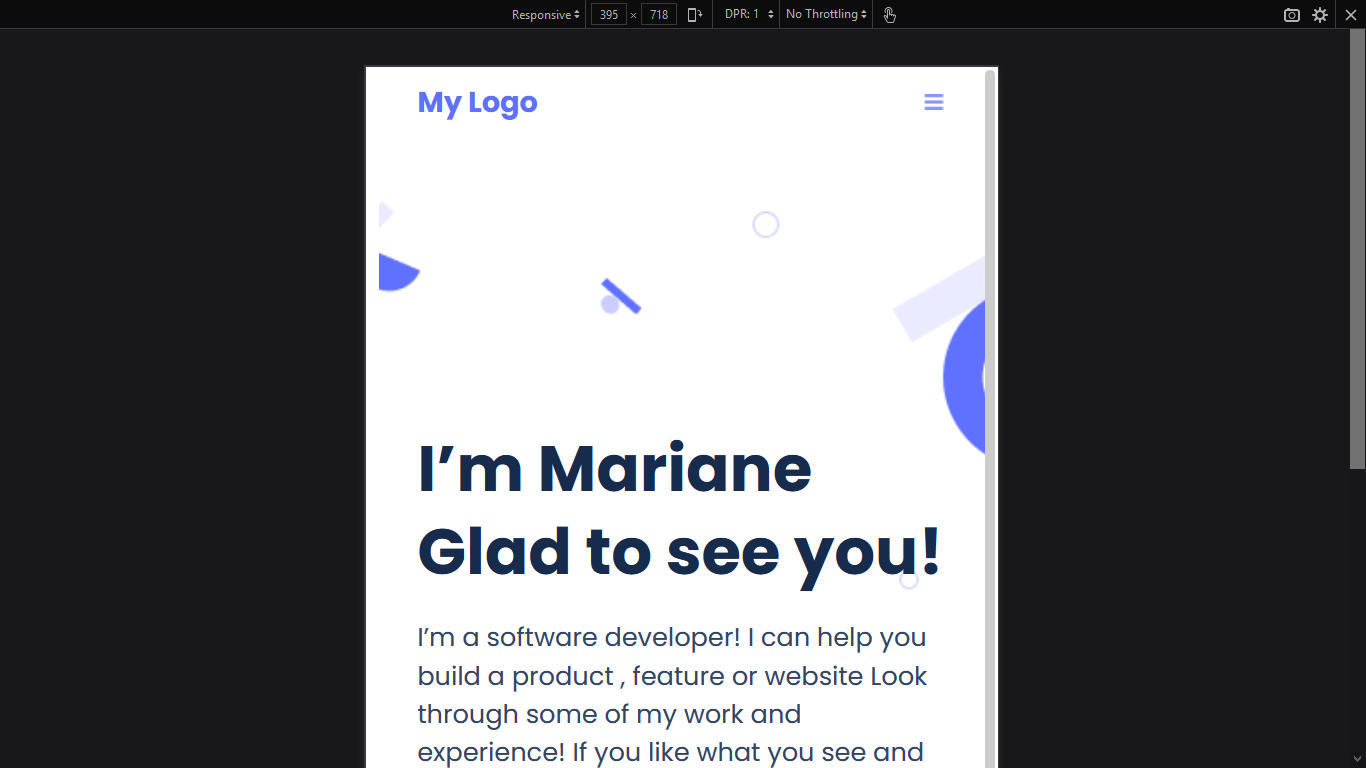 Responsive 395 × 718 DPR: 1 No Throttling
My Logo
I’m Mariane
Glad to see you!
I’m a software developer! I can help you
build a product , feature or website Look
through some of my work and
experience! If you like what you see and